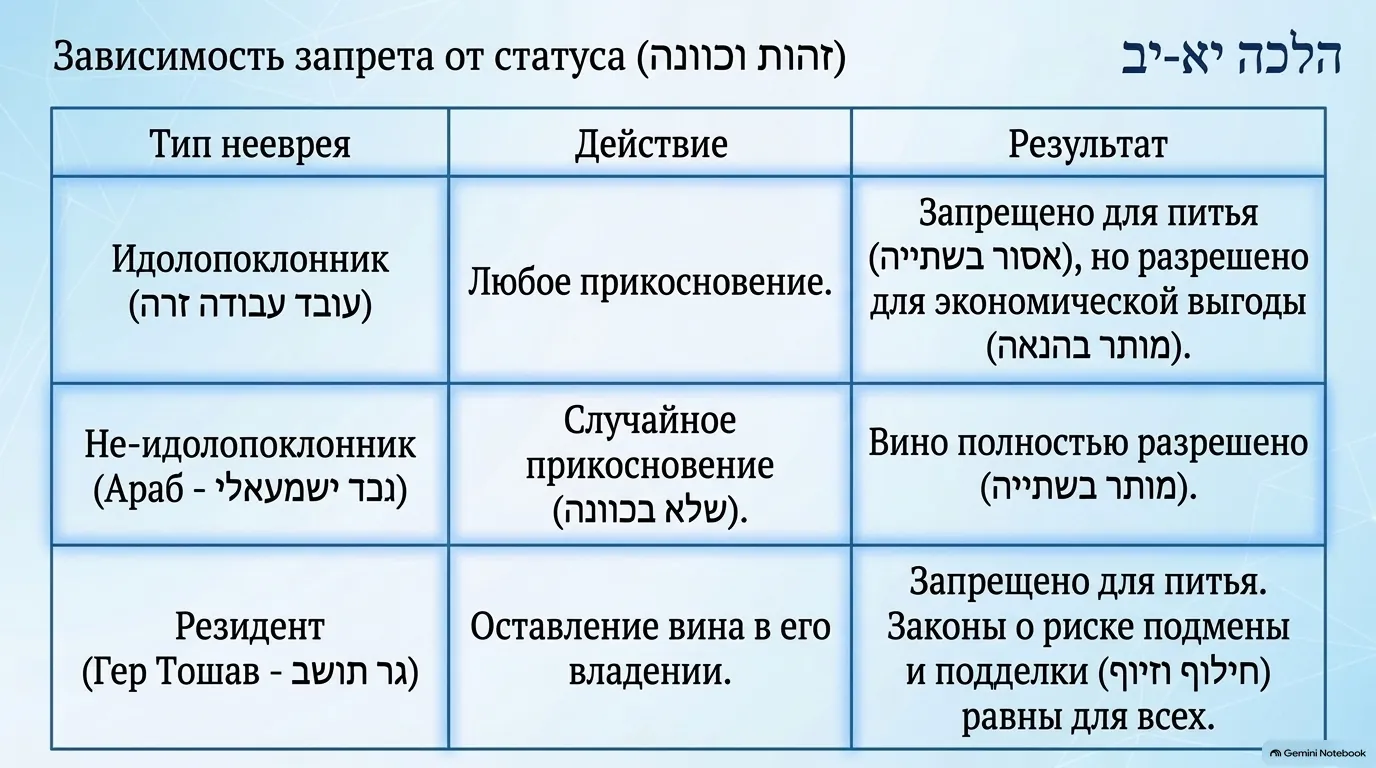 Зависимость запрета от статуса (זהות וכוונה)
הלכה יא-יב
Тип нееврея
Действие
Результат
Идолопоклонник
(עובד עבודה זרה)
Любое прикосновение.
Запрещено для питья
(אסור בשתייה), но разрешено
для экономической выгоды
(מותר בהנאה).
Не-идолопоклонник
(Араб - גכד ישמעאלי)
Случайное
прикосновение
(שלא בכוונה).
Вино полностью разрешено
(מותר בשתייה).
Резидент
(Гер Тошав - גר תושב)
Оставление вина в его
владении.
Запрещено для питья.
Законы о риске подмены
и подделки (חילוף וזיוף)
равны для всех.
Gemini Notebook